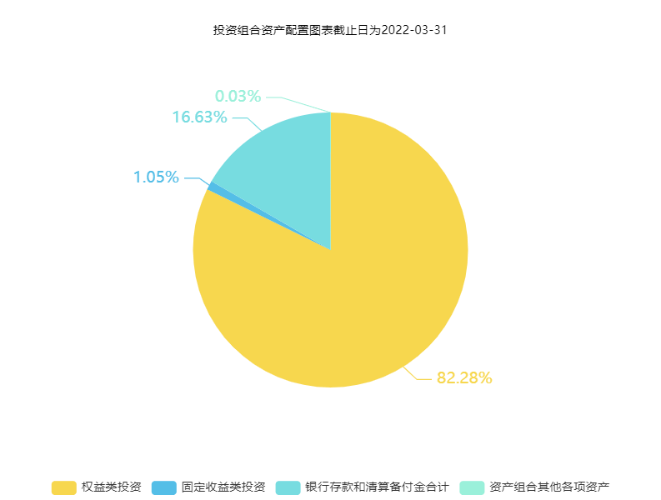 投资组合资产配置图表截止日为2022-03-31
0.03%
16.63%
1.05%
82.28%
权益类投资 固定收益类投资 银行存款和清算备付金合计 资产组合其他各项资产